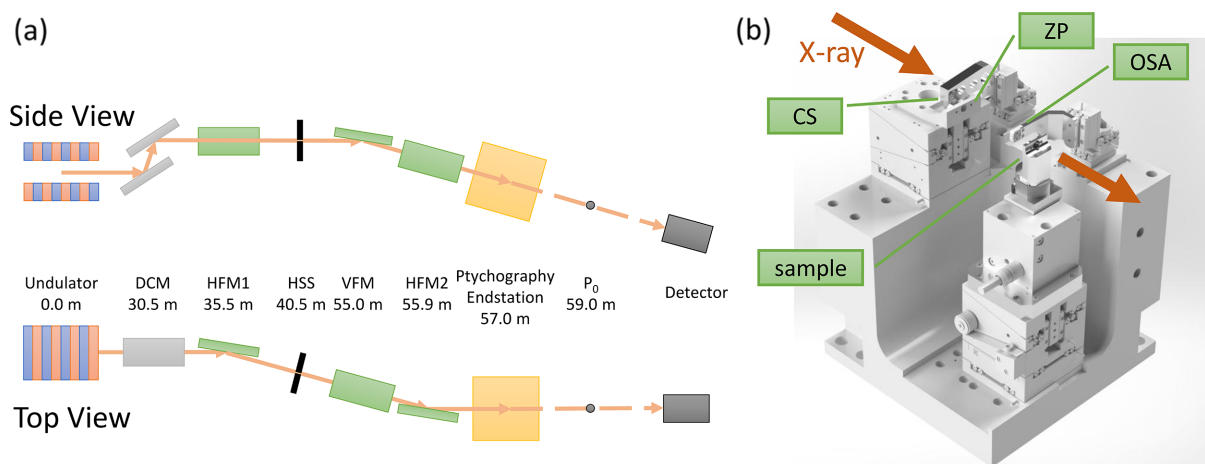 (a)
Side View
Undulator
0.0 m
DCM
30.5 m
HFM1
35.5 m
HSS
40.5 m
VFM
55.0 m
HFM2
55.9 m
Ptychography
Endstation
57.0 m
P₀
59.0 m
Detector
Top View
(b)
X-ray
ZP
OSA
CS
sample